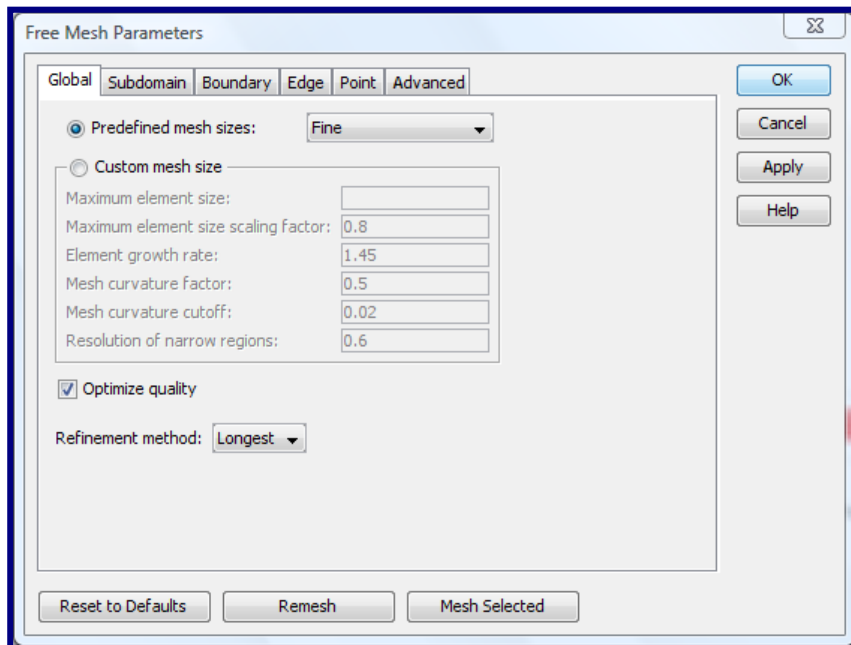 Free Mesh Parameters
Global Subdomain Boundary Edge Point Advanced
OK
Cancel
Apply
Help
Predefined mesh sizes: Fine
Custom mesh size
Maximum element size:
Maximum element size scaling factor: 0.8
Element growth rate: 1.45
Mesh curvature factor: 0.5
Mesh curvature cutoff: 0.02
Resolution of narrow regions: 0.6
Optimize quality
Refinement method: Longest
Reset to Defaults Remesh Mesh Selected